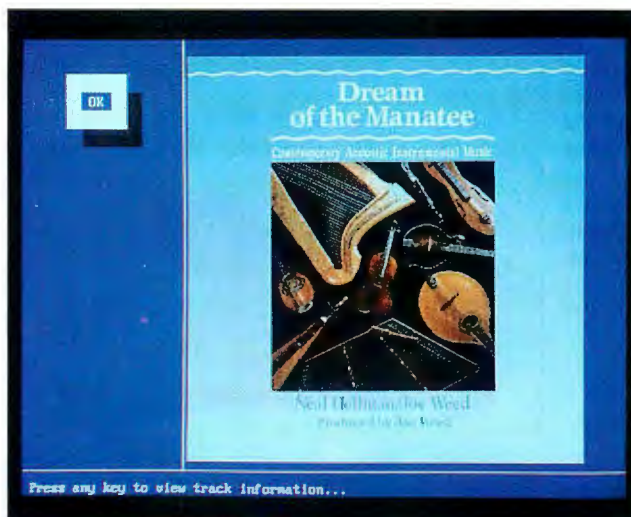 OK
Dream
of the Manatee
Contemporary Acoustic Instrumental Music
Neal Hellman/Joe Weed
Produced by Joe Weed
Press any key to view track information...